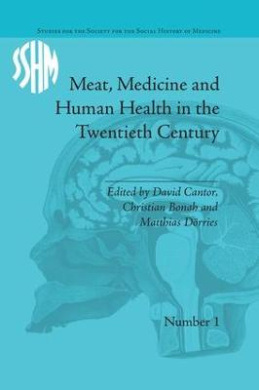 STUDIES FOR THE SOCIETY FOR THE SOCIAL HISTORY OF MEDICINE
SSHM
Meat, Medicine and
Human Health in the
Twentieth Century
Edited by David Cantor,
Christian Bonah and
Matthias Dörries
Number 1